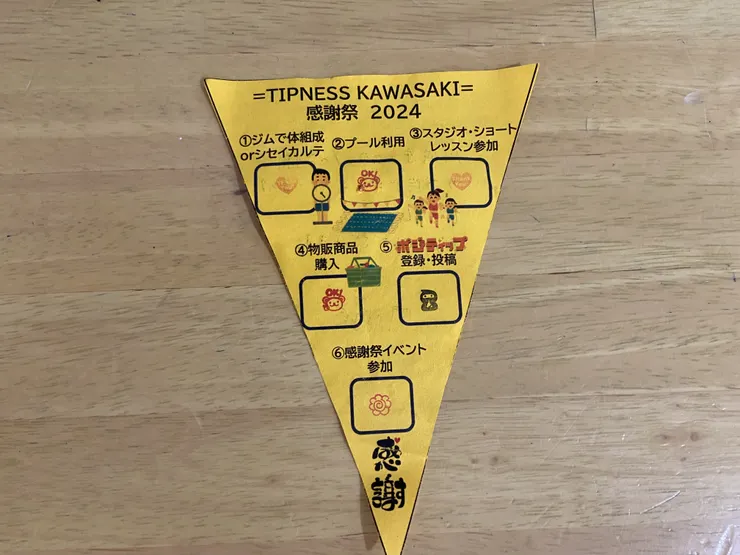 =TIPNESS KAWASAKI=
感謝祭 2024
①ジムで体組成
orシセイカルテ
②プール利用
③スタジオ・ショート
レッスン参加
OK!
④物販商品
購入
OK!
⑤ポジティップ
登録・投稿
⑥感謝祭イベント
参加
感
謝